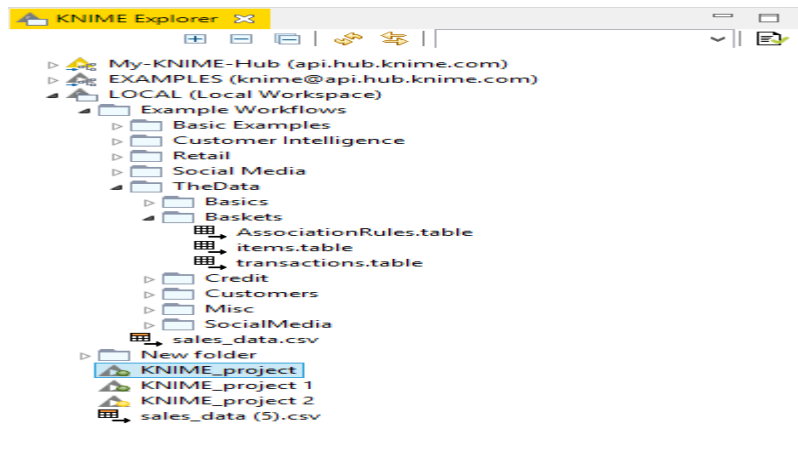 KNIME Explorer
My-KNIME-Hub (api.hub.knime.com)
EXAMPLES (knime@api.hub.knime.com)
LOCAL (Local Workspace)
Example Workflows
Basic Examples
Customer Intelligence
Retail
Social Media
TheData
Basics
Baskets
AssociationRules.table
items.table
transactions.table
Credit
Customers
Misc
SocialMedia
sales_data.csv
New folder
KNIME_project
KNIME_project 1
KNIME_project 2
sales_data (5).csv